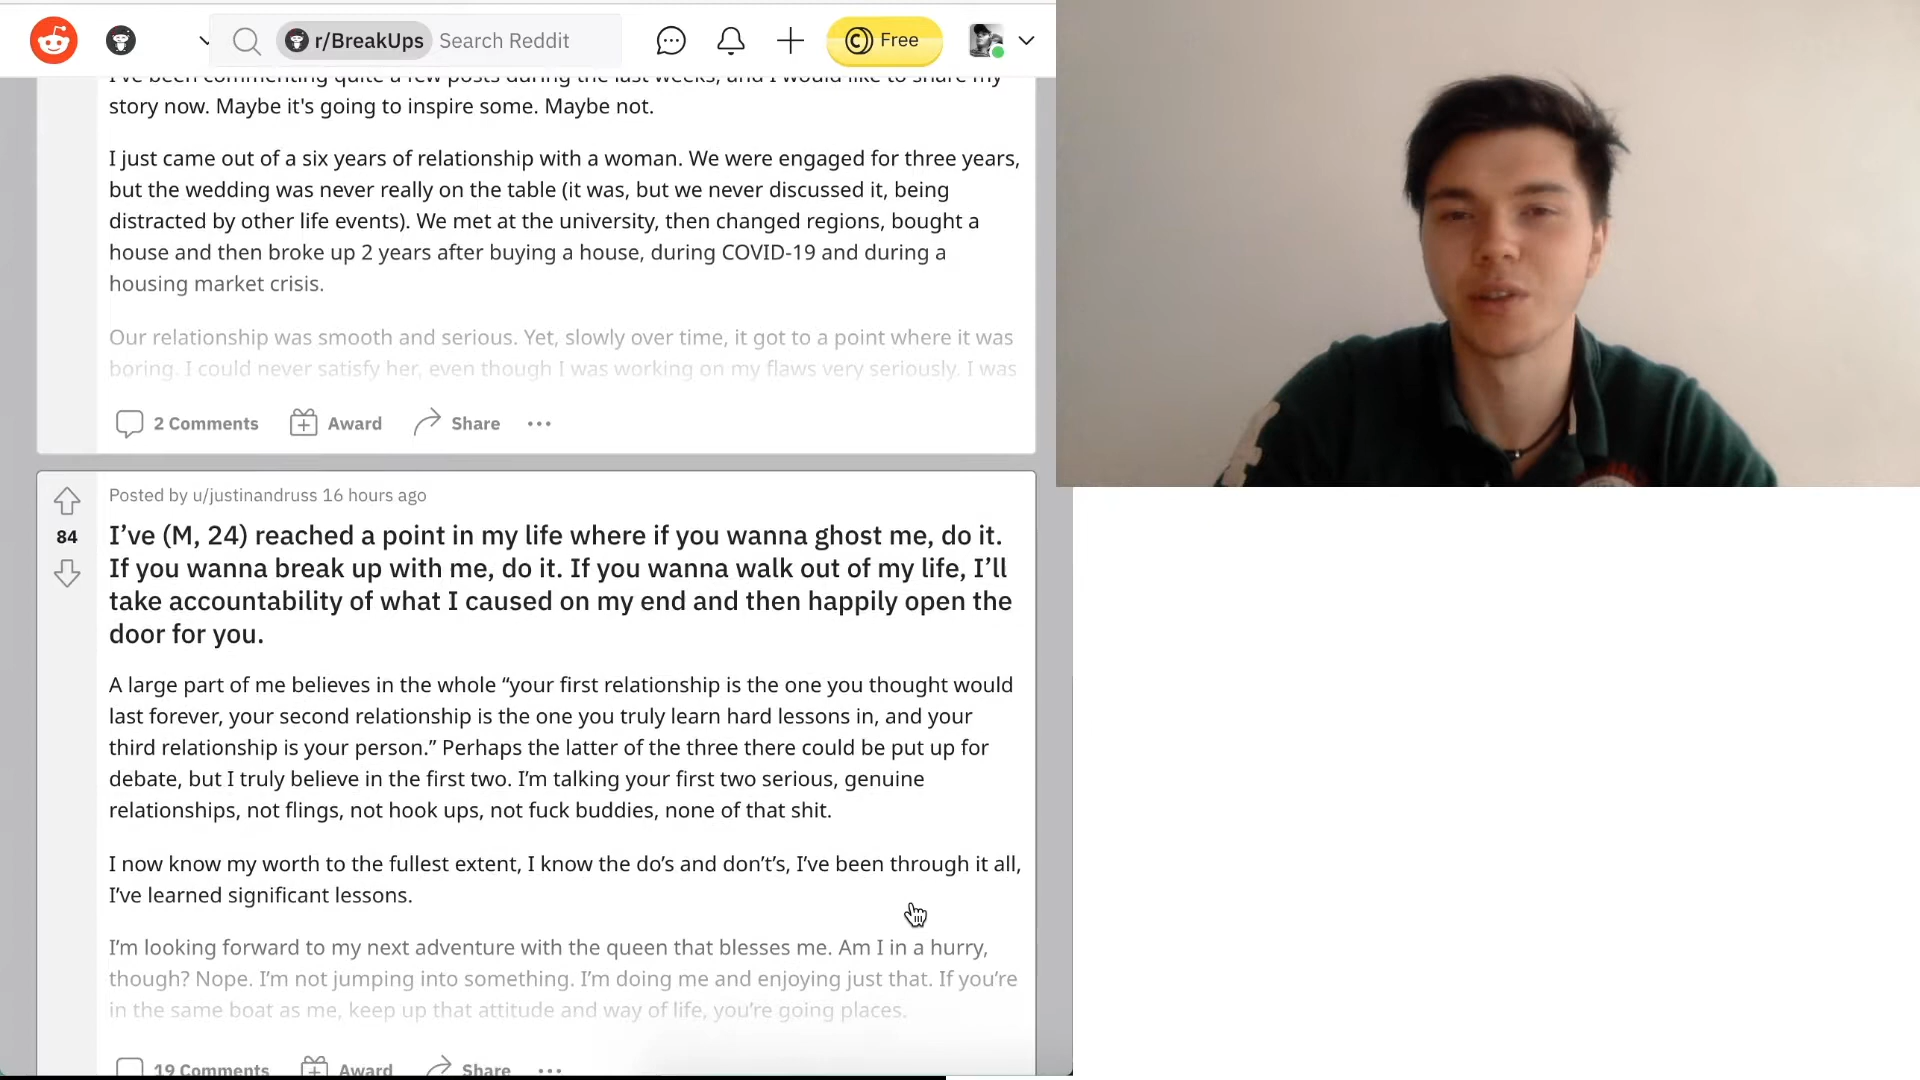 r/BreakUps Search Reddit
Free
I've been commenting quite a few posts during the last weeks, and I would like to share my
story now. Maybe it's going to inspire some. Maybe not.
I just came out of a six years of relationship with a woman. We were engaged for three years,
but the wedding was never really on the table (it was, but we never discussed it, being
distracted by other life events). We met at the university, then changed regions, bought a
house and then broke up 2 years after buying a house, during COVID-19 and during a
housing market crisis.
Our relationship was smooth and serious. Yet, slowly over time, it got to a point where it was
boring. I could never satisfy her, even though I was working on my flaws very seriously. I was
2 Comments Award Share
Posted by u/justinandruss 16 hours ago
84
I’ve (M, 24) reached a point in my life where if you wanna ghost me, do it.
If you wanna break up with me, do it. If you wanna walk out of my life, I’ll
take accountability of what I caused on my end and then happily open the
door for you.
A large part of me believes in the whole “your first relationship is the one you thought would
last forever, your second relationship is the one you truly learn hard lessons in, and your
third relationship is your person.” Perhaps the latter of the three there could be put up for
debate, but I truly believe in the first two. I’m talking your first two serious, genuine
relationships, not flings, not hook ups, not fuck buddies, none of that shit.
I now know my worth to the fullest extent, I know the do’s and don’t’s, I’ve been through it all,
I’ve learned significant lessons.
I’m looking forward to my next adventure with the queen that blesses me. Am I in a hurry,
though? Nope. I’m not jumping into something. I’m doing me and enjoying just that. If you’re
in the same boat as me, keep up that attitude and way of life, you’re going places.
19 Comments Award Share